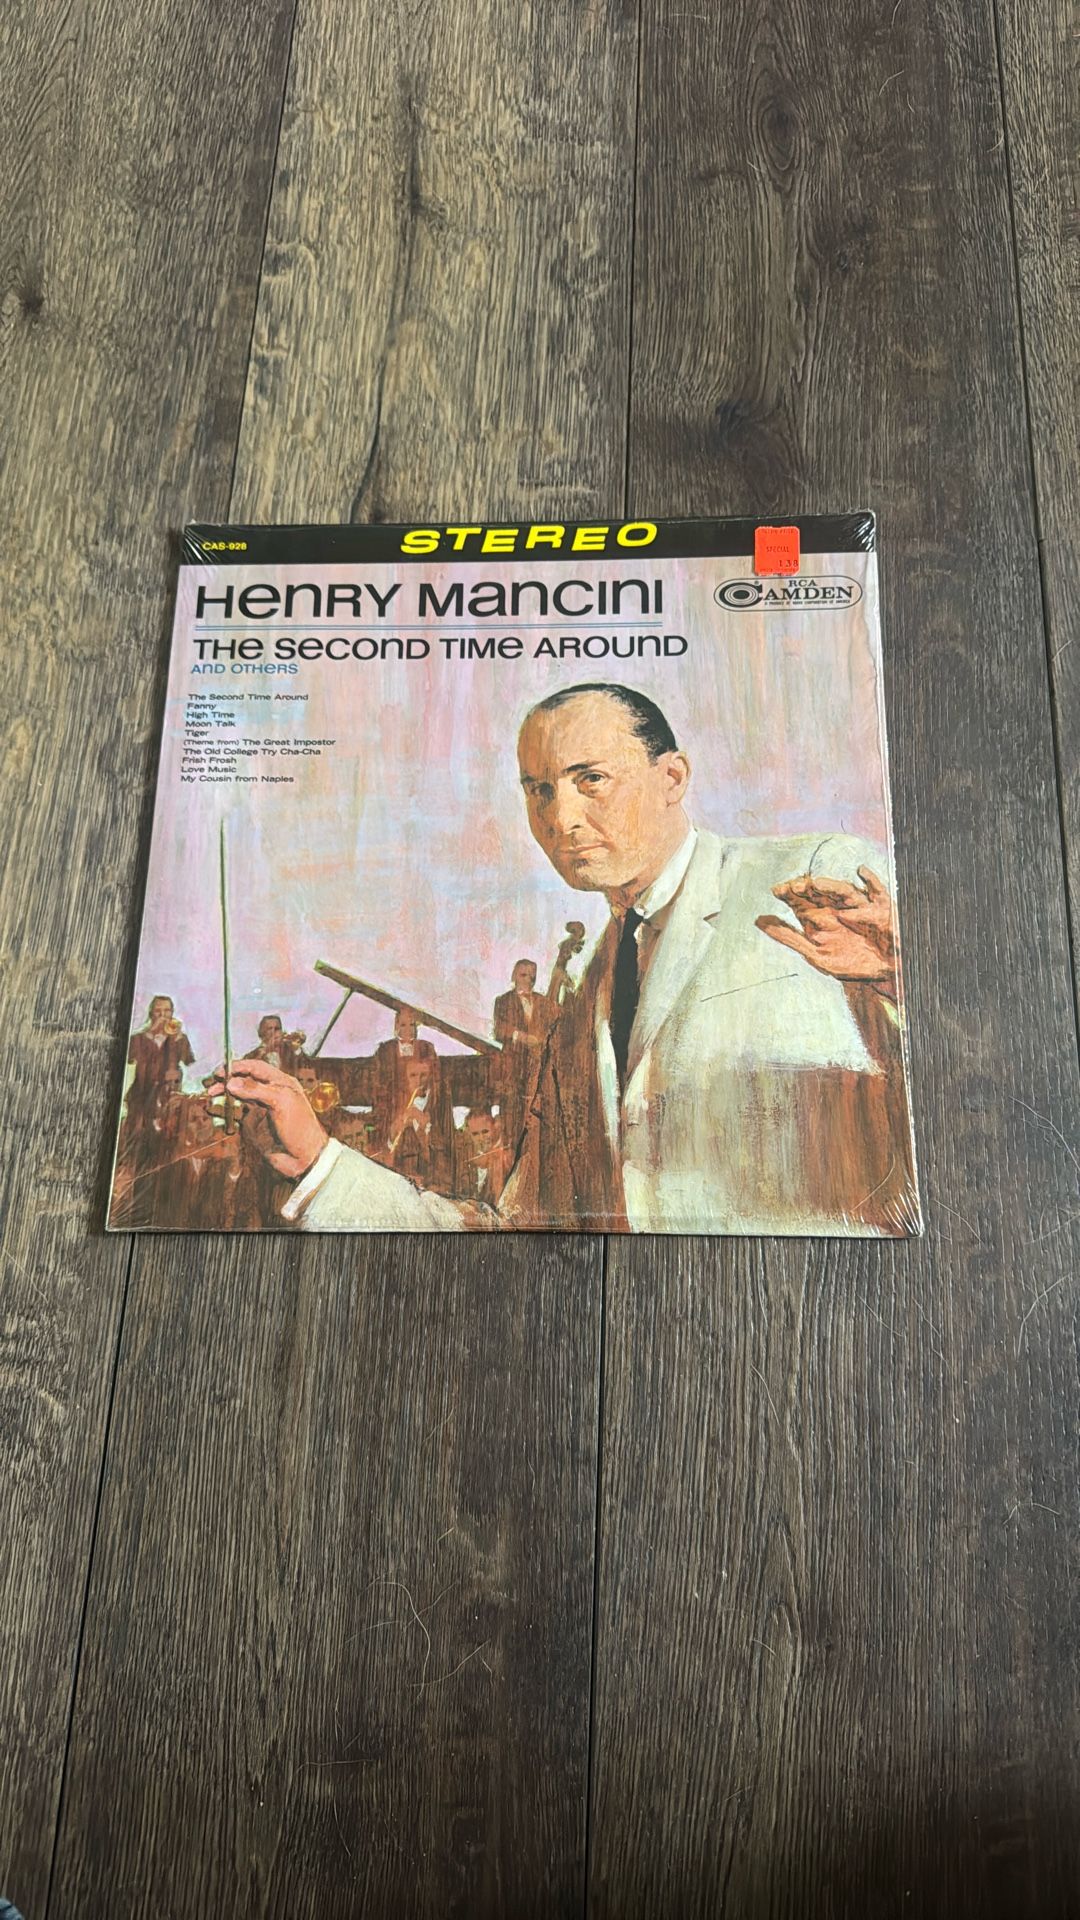 CAS-928
STEREO
SPECIAL
1.38
HENRY MANCINI
RCA
CAMDEN
THE SECOND TIME AROUND
AND OTHERS
The Second Time Around
Fanny
High Time
Moon Talk
Tiger
(Theme from) The Great Impostor
The Old College Try Cha-Cha
Frish Frosh
Love Music
My Cousin from Naples